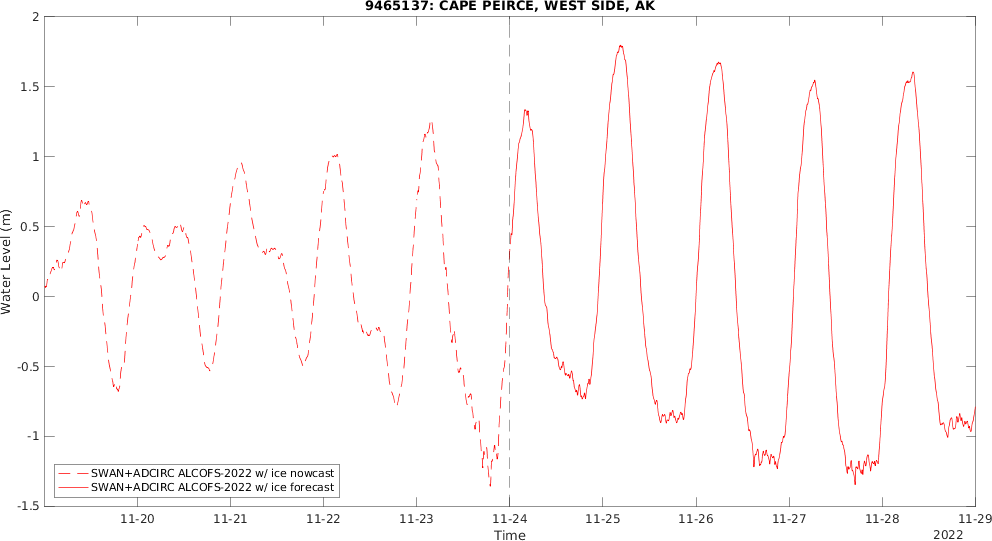 9465137: CAPE PEIRCE, WEST SIDE, AK
2
1.5
1
0.5
0
-0.5
-1
-1.5
Water Level (m)
SWAN+ADCIRC ALCOFS-2022 w/ ice nowcast
SWAN+ADCIRC ALCOFS-2022 w/ ice forecast
11-20 11-21 11-22 11-23 11-24 11-25 11-26 11-27 11-28 11-29
Time
2022